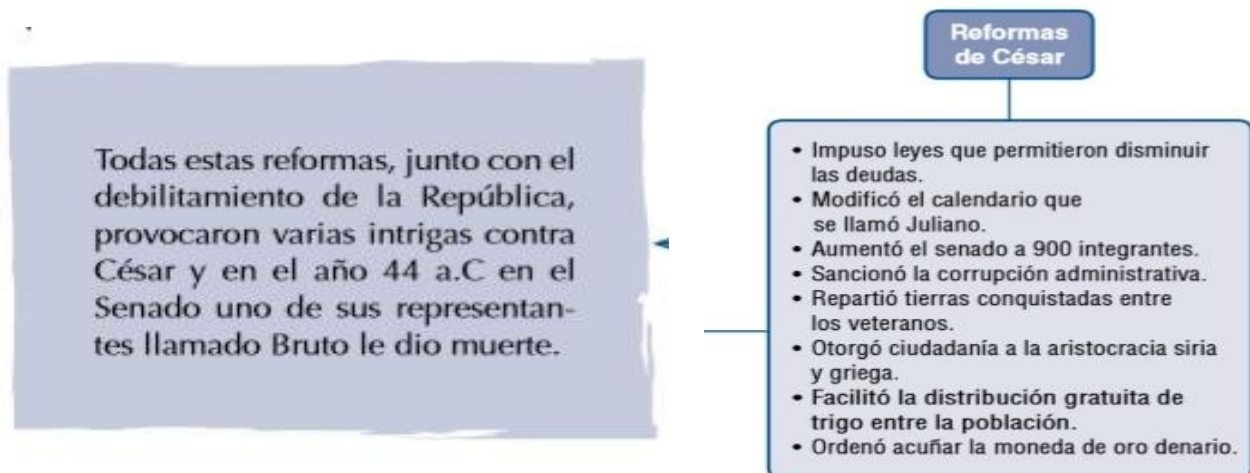 Todas estas reformas, junto con el
debilitamiento de la República,
provocaron varias intrigas contra
César y en el año 44 a.C en el
Senado uno de sus representan-
tes llamado Bruto le dio muerte.
Reformas
de César
• Impuso leyes que permitieron disminuir
las deudas.
• Modificó el calendario que
se llamó Juliano.
• Aumentó el senado a 900 integrantes.
• Sancionó la corrupción administrativa.
• Repartió tierras conquistadas entre
los veteranos.
• Otorgó ciudadanía a la aristocracia siria
y griega.
• Facilitó la distribución gratuita de
trigo entre la población.
• Ordenó acuñar la moneda de oro denario.